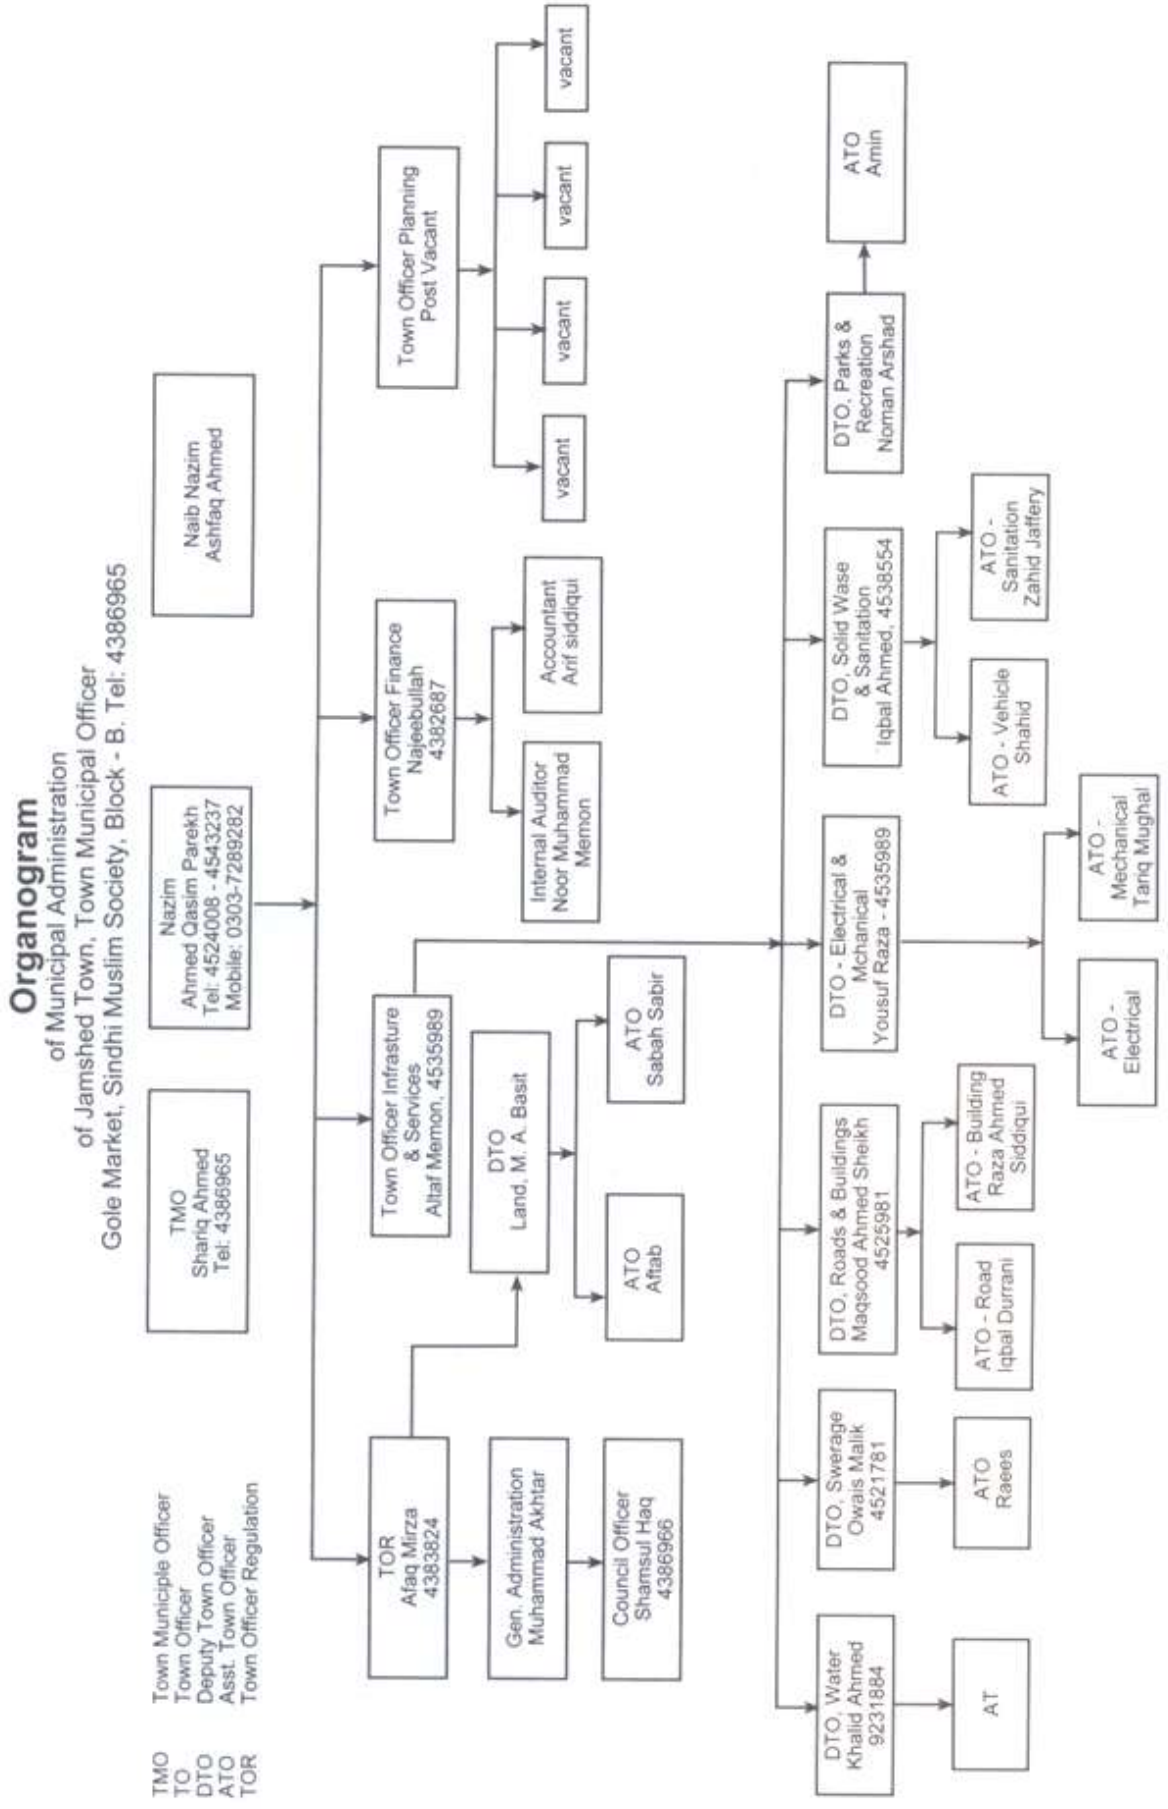 Organogram
of Municipal Administration
of Jamshed Town, Town Municipal Officer
Gole Market, Sindhi Muslim Society, Block - B. Tel: 4386965
TMO Town Municiple Officer
TO Town Officer
DTO Deputy Town Officer
ATO Asst. Town Officer
TOR Town Officer Regulation
TMO
Shariq Ahmed
Tel: 4386965
Nazim
Ahmed Qasim Parekh
Tel: 4524008 - 4543237
Mobile: 0303-7289282
Naib Nazim
Ashfaq Ahmed
TOR
Afaq Mirza
4383824
Town Officer Infrasture
& Services
Altaf Memon, 4535989
Town Officer Finance
Najeebullah
4382687
Town Officer Planning
Post Vacant
Gen. Administration
Muhammad Akhtar
Council Officer
Shamsul Haq
4386966
DTO
Land, M. A. Basit
ATO
Aftab
ATO
Sabah Sabir
Internal Auditor
Noor Muhammad
Memon
Accountant
Arif siddiqui
vacant
vacant
vacant
vacant
DTO, Water
Khalid Ahmed
9231884
AT
DTO, Swerage
Owais Malik
4521781
ATO
Raees
DTO, Roads & Buildings
Maqsood Ahmed Sheikh
4525981
ATO - Road
Iqbal Durrani
ATO - Building
Raza Ahmed
Siddiqui
DTO - Electrical &
Mchanical
Yousuf Raza - 4535989
ATO -
Electrical
ATO -
Mechanical
Tariq Mughal
DTO, Solid Wase
& Sanitation
Iqbal Ahmed, 4538554
ATO - Vehicle
Shahid
ATO -
Sanitation
Zahid Jaffery
DTO, Parks &
Recreation
Noman Arshad
ATO
Amin